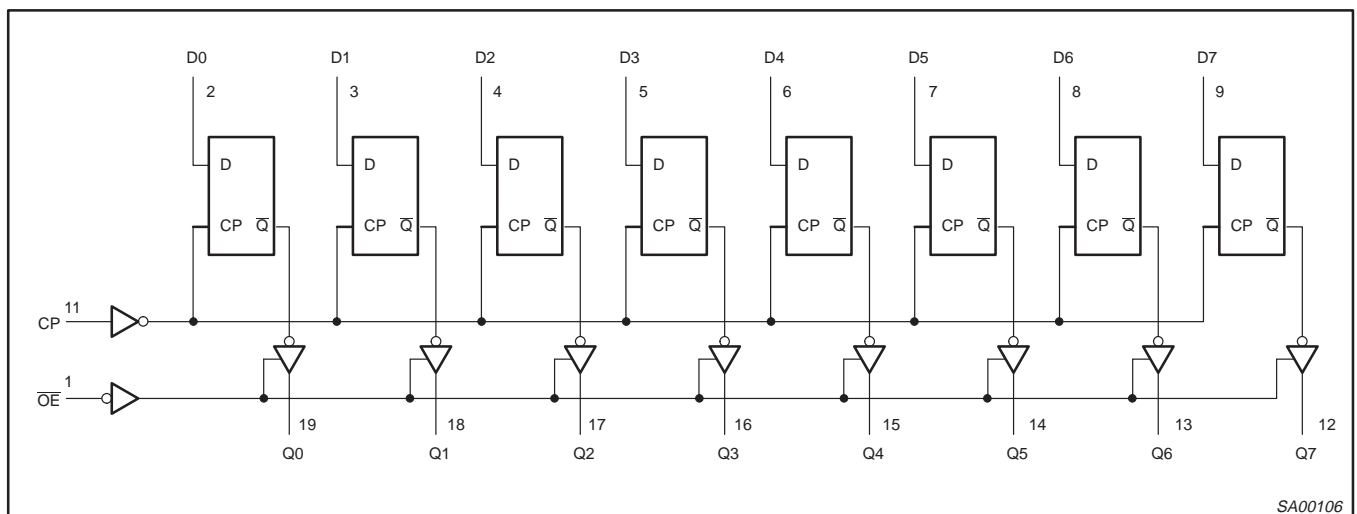 D0 D1 D2 D3 D4 D5 D6 D7
2 3 4 5 6 7 8 9
D D D D D D D D
CP Q̅ CP Q̅ CP Q̅ CP Q̅ CP Q̅ CP Q̅ CP Q̅ CP Q̅
11
CP
1
O̅E̅
19 18 17 16 15 14 13 12
Q0 Q1 Q2 Q3 Q4 Q5 Q6 Q7
SA00106